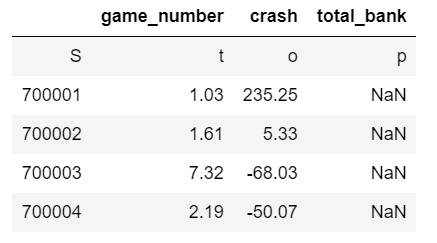 game_number crash total_bank
S t o p
700001 1.03 235.25 NaN
700002 1.61 5.33 NaN
700003 7.32 -68.03 NaN
700004 2.19 -50.07 NaN